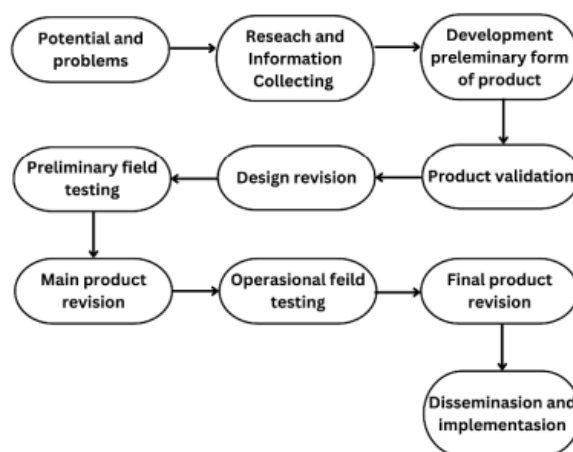 Potential and
problems
Reseach and
Information
Collecting
Development
preleminary form
of product
Product validation
Design revision
Preliminary field
testing
Main product
revision
Operasional feild
testing
Final product
revision
Disseminasion and
implementasion